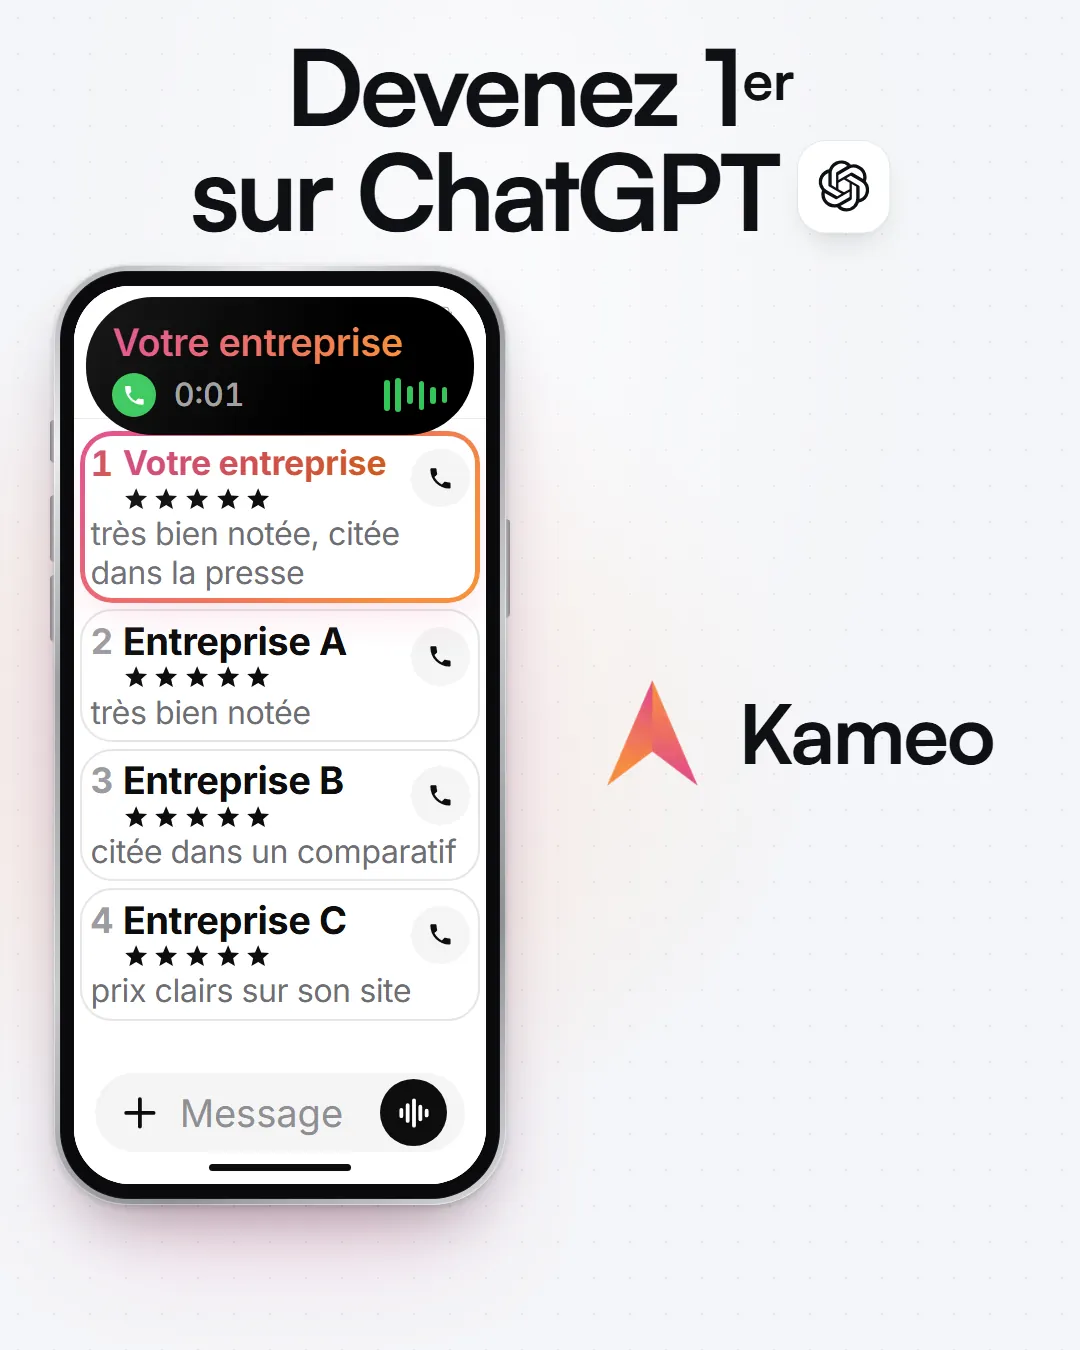 Devenez 1er
sur ChatGPT
Votre entreprise
0:01
1 Votre entreprise
★★★★★
très bien notée, citée
dans la presse
2 Entreprise A
★★★★★
très bien notée
3 Entreprise B
★★★★★
citée dans un comparatif
4 Entreprise C
★★★★★
prix clairs sur son site
Message
Kameo